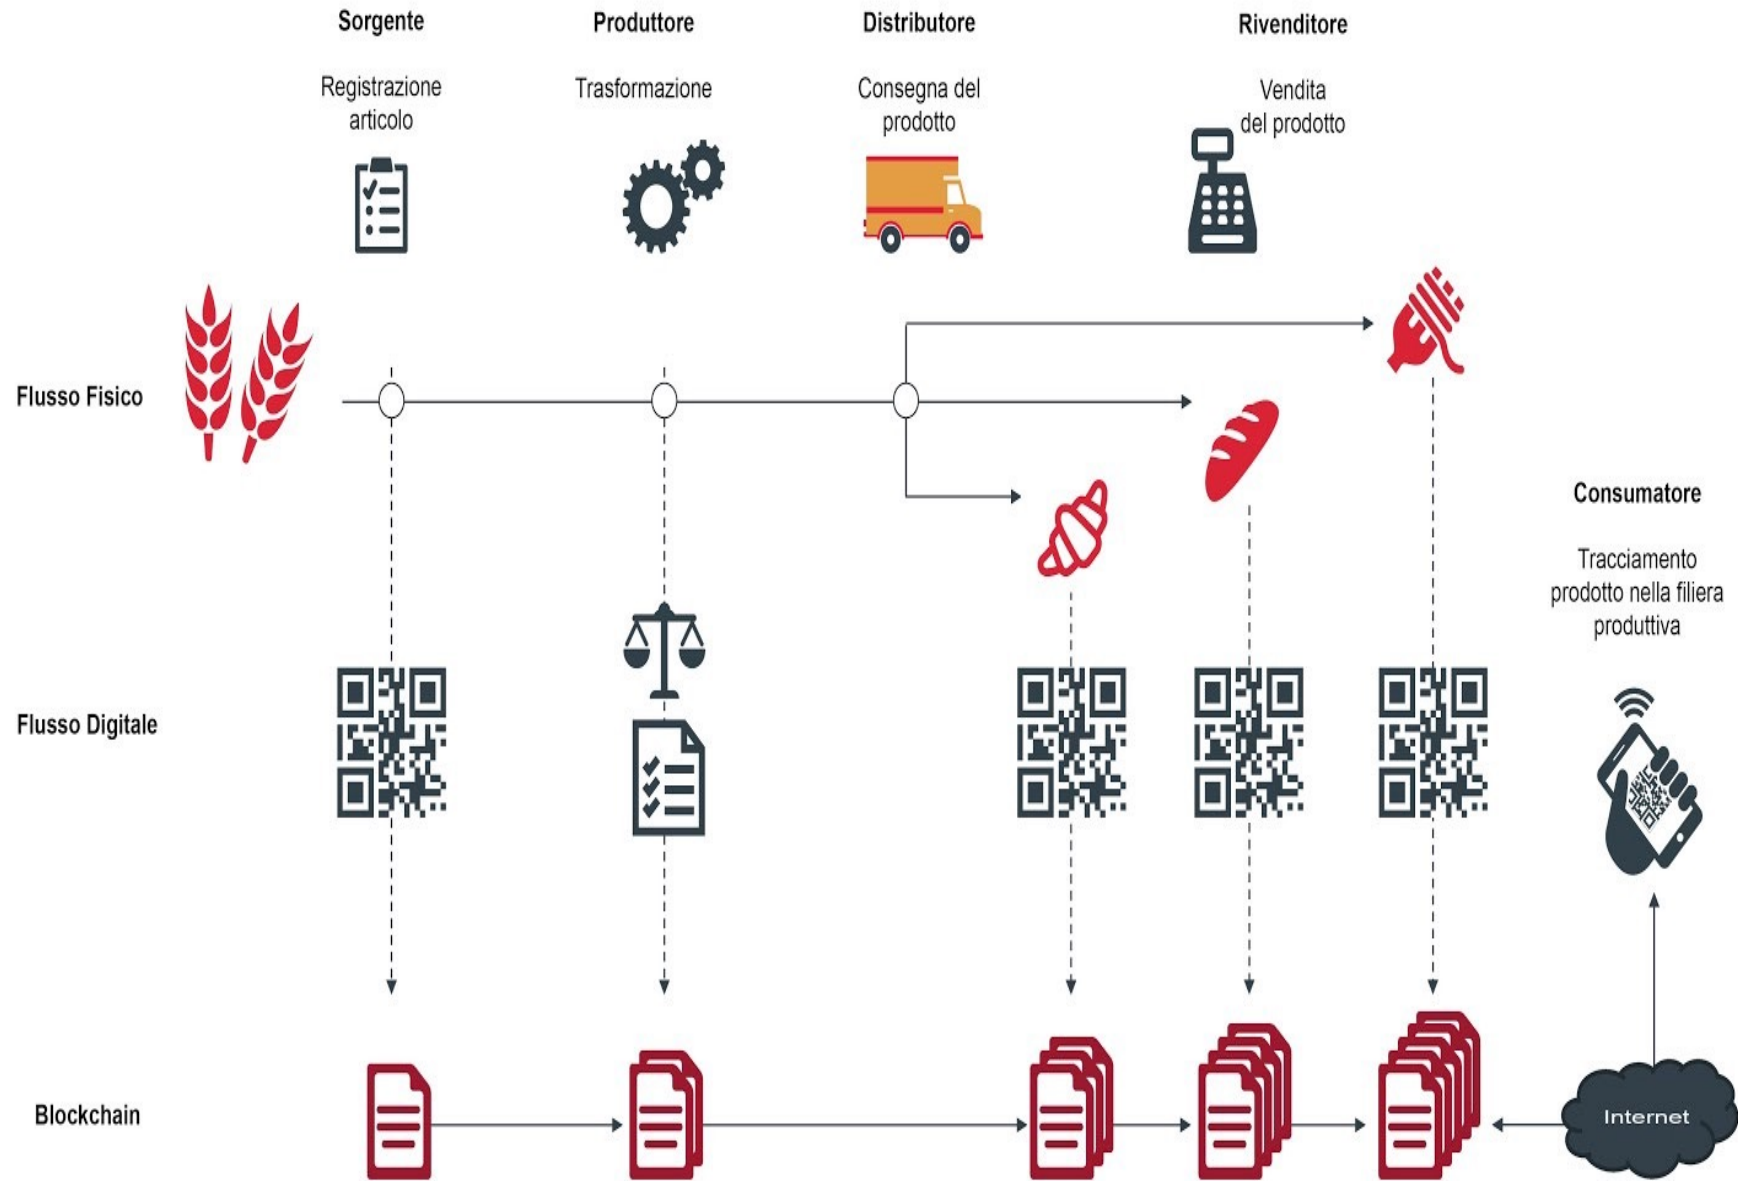 Sorgente
Produttore
Distributore
Rivenditore
Registrazione
articolo
Trasformazione
Consegna del
prodotto
Vendita
del prodotto
Flusso Fisico
Consumatore
Tracciamento
prodotto nella filiera
produttiva
Flusso Digitale
Blockchain
Internet